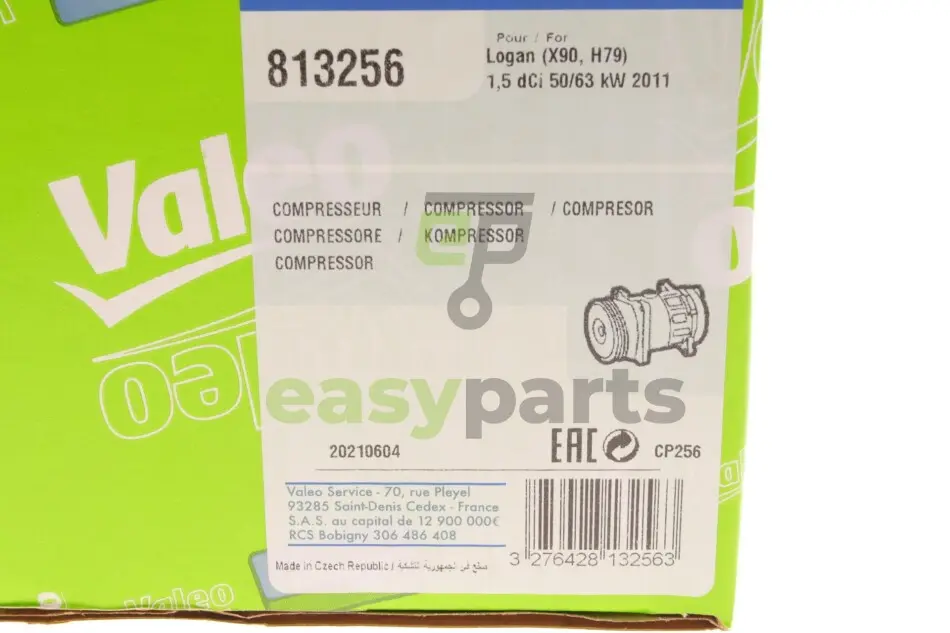 813256
Pour / For
Logan (X90, H79)
1,5 dCi 50/63 kW 2011
Valeo
COMPRESSEUR / COMPRESSOR / COMPRESOR
COMPRESSORE / KOMPRESSOR
COMPRESSOR
ep
easyparts
20210604
EAC
CP256
Valeo Service - 70, rue Pleyel
93285 Saint-Denis Cedex - France
S.A.S. au capital de 12 900 000€
RCS Bobigny 306 486 408
3 276428 132563
Made in Czech Republic / صنع في الجمهورية التشيكية
Valeo